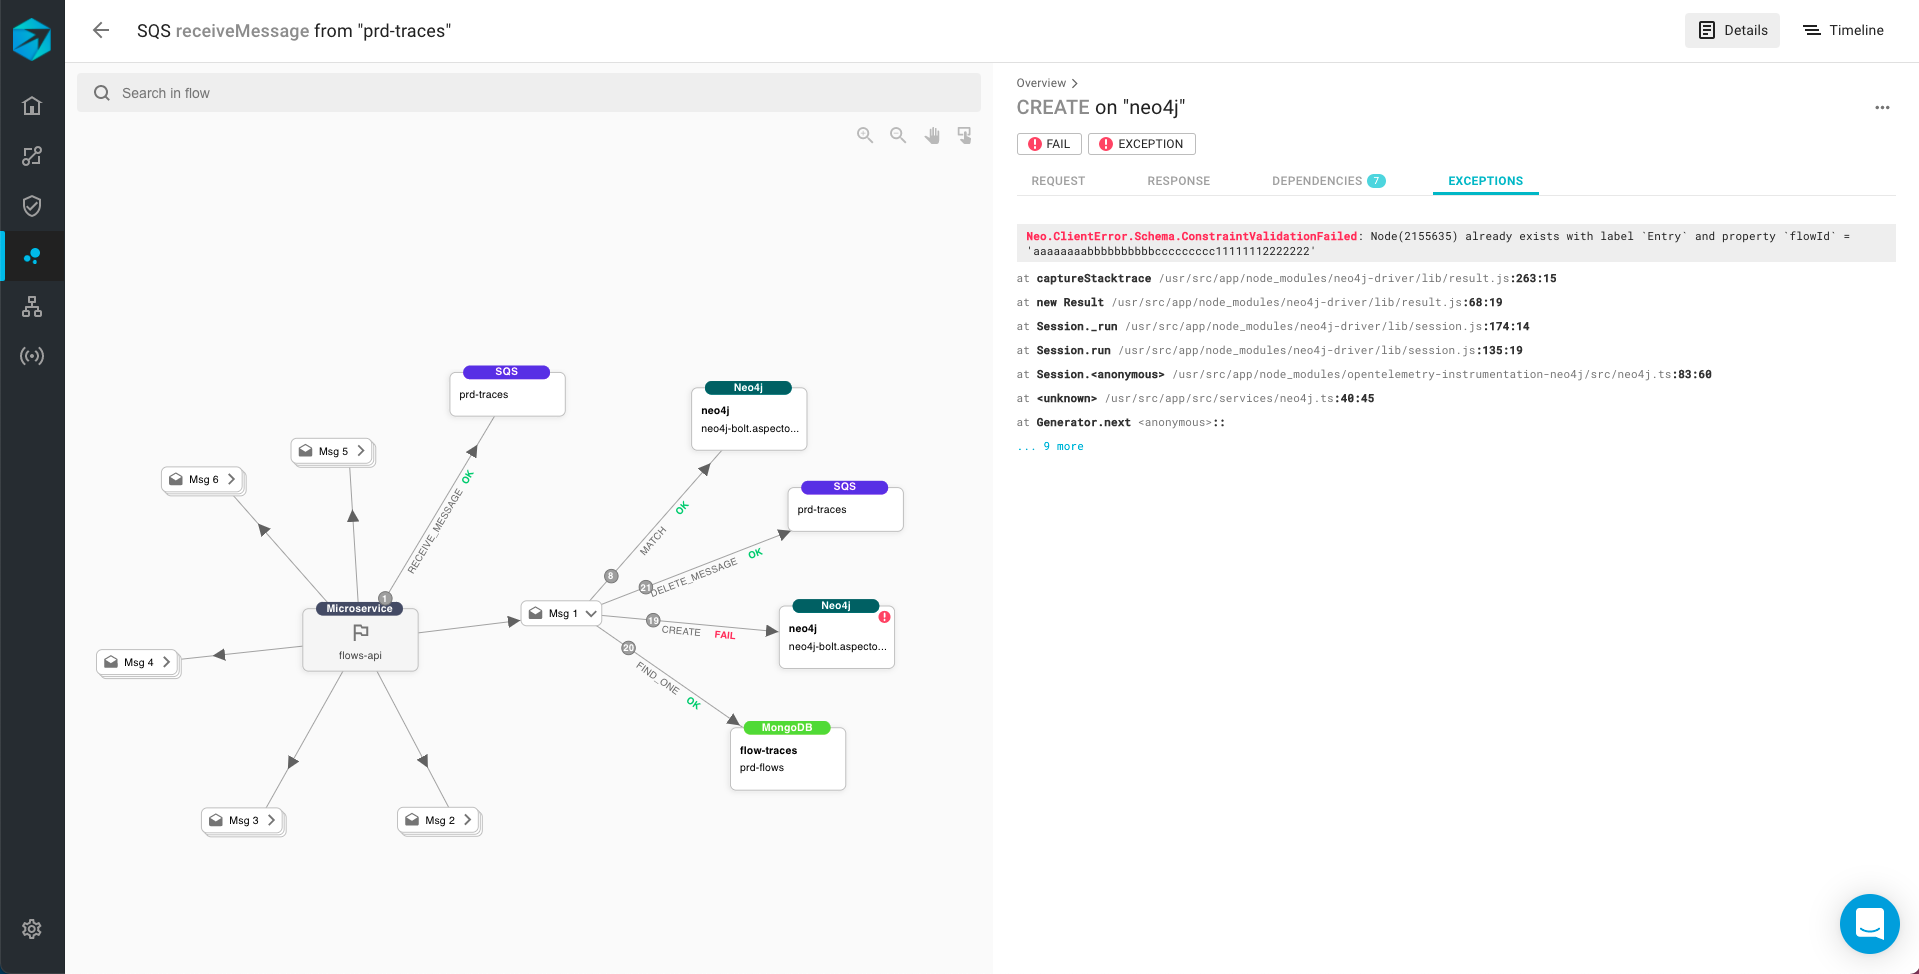 SQS receiveMessage from "prd-traces"
Details
Timeline
Search in flow
Overview
CREATE on "neo4j"
FAIL
EXCEPTION
REQUEST
RESPONSE
DEPENDENCIES 7
EXCEPTIONS
Neo.ClientError.Schema.ConstraintValidationFailed: Node(2155635) already exists with label `Entry` and property `flowId` =
'aaaaaaaabbbbbbbbbbccccccccc11111112222222'
at captureStacktrace /usr/src/app/node_modules/neo4j-driver/lib/result.js:263:15
at new Result /usr/src/app/node_modules/neo4j-driver/lib/result.js:68:19
at Session._run /usr/src/app/node_modules/neo4j-driver/lib/session.js:174:14
at Session.run /usr/src/app/node_modules/neo4j-driver/lib/session.js:135:19
at Session.<anonymous> /usr/src/app/node_modules/opentelemetry-instrumentation-neo4j/src/neo4j.ts:83:60
at <unknown> /usr/src/app/src/services/neo4j.ts:40:45
at Generator.next <anonymous>::
... 9 more
SQS
prd-traces
Neo4j
neo4j
neo4j-bolt.aspecto...
Msg 5
Msg 6
RECEIVE_MESSAGE OK
MATCH OK
SQS
prd-traces
8
21
DELETE_MESSAGE OK
1
Microservice
flows-api
Msg 1
19
CREATE FAIL
Neo4j
neo4j
neo4j-bolt.aspecto...
20
FIND_ONE OK
Msg 4
MongoDB
flow-traces
prd-flows
Msg 3
Msg 2